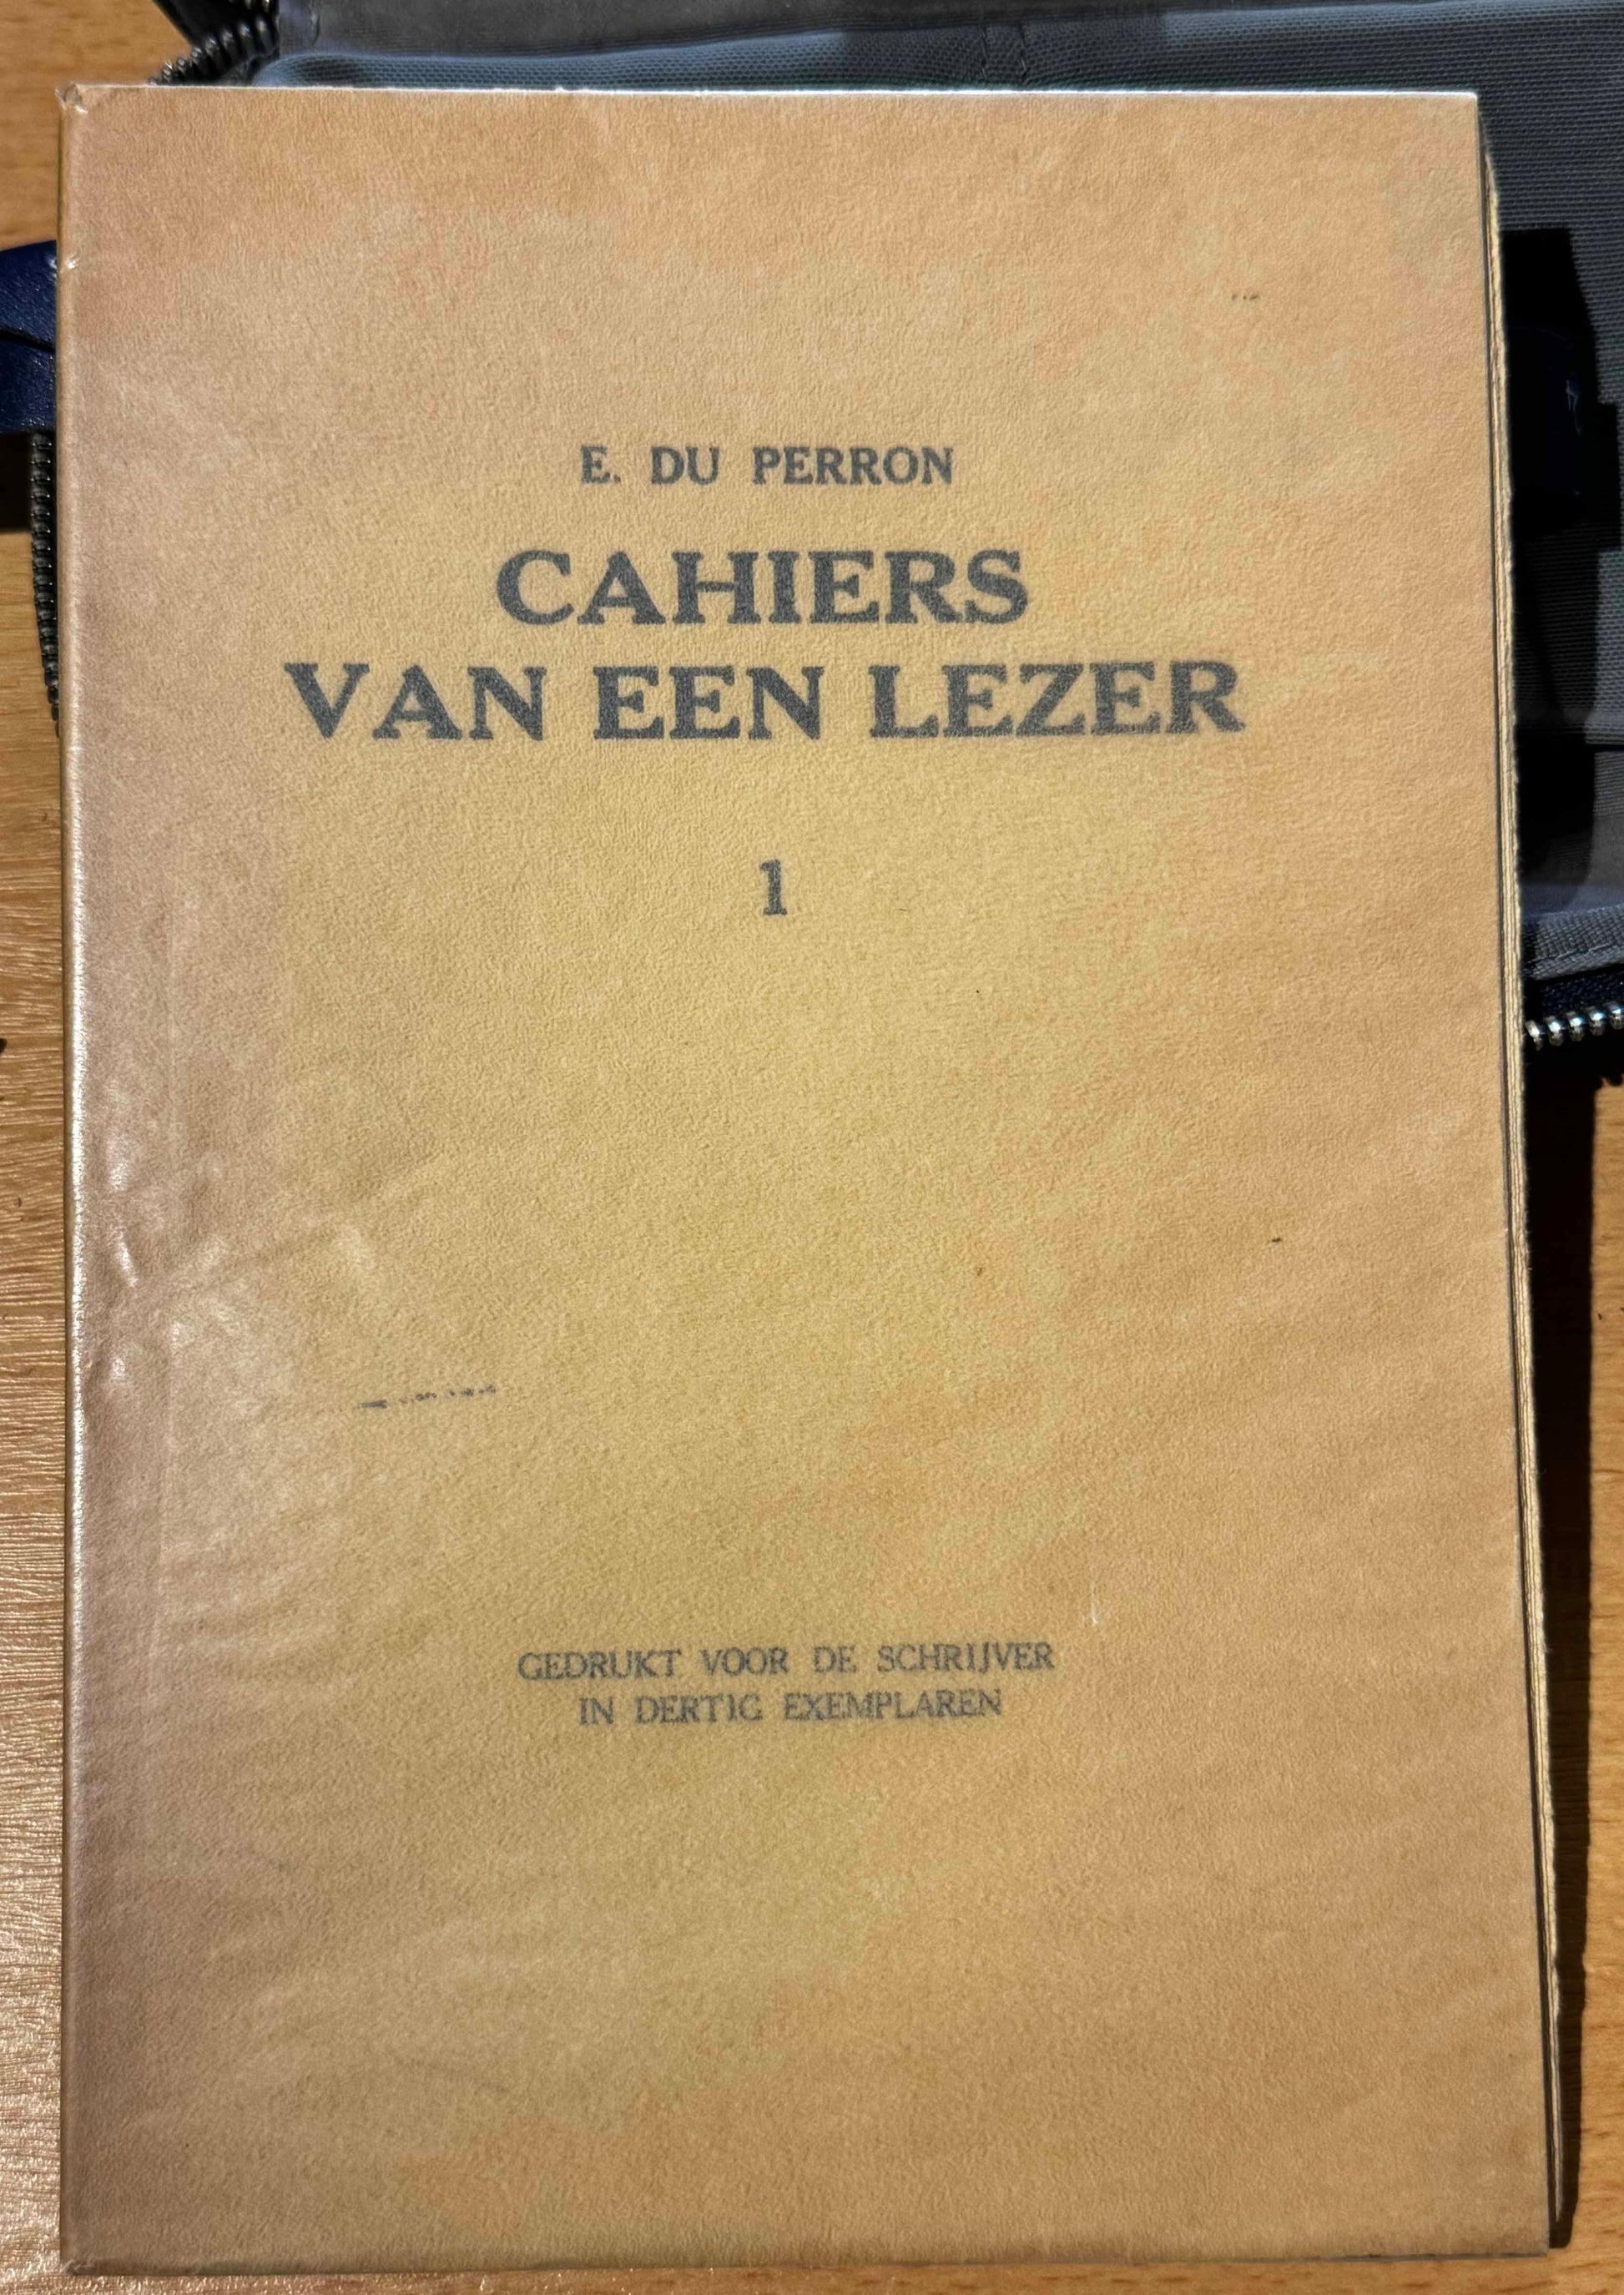 E. DU PERRON
CAHIERS
VAN EEN LEZER
1
GEDRUKT VOOR DE SCHRIJVER
IN DERTIG EXEMPLAREN